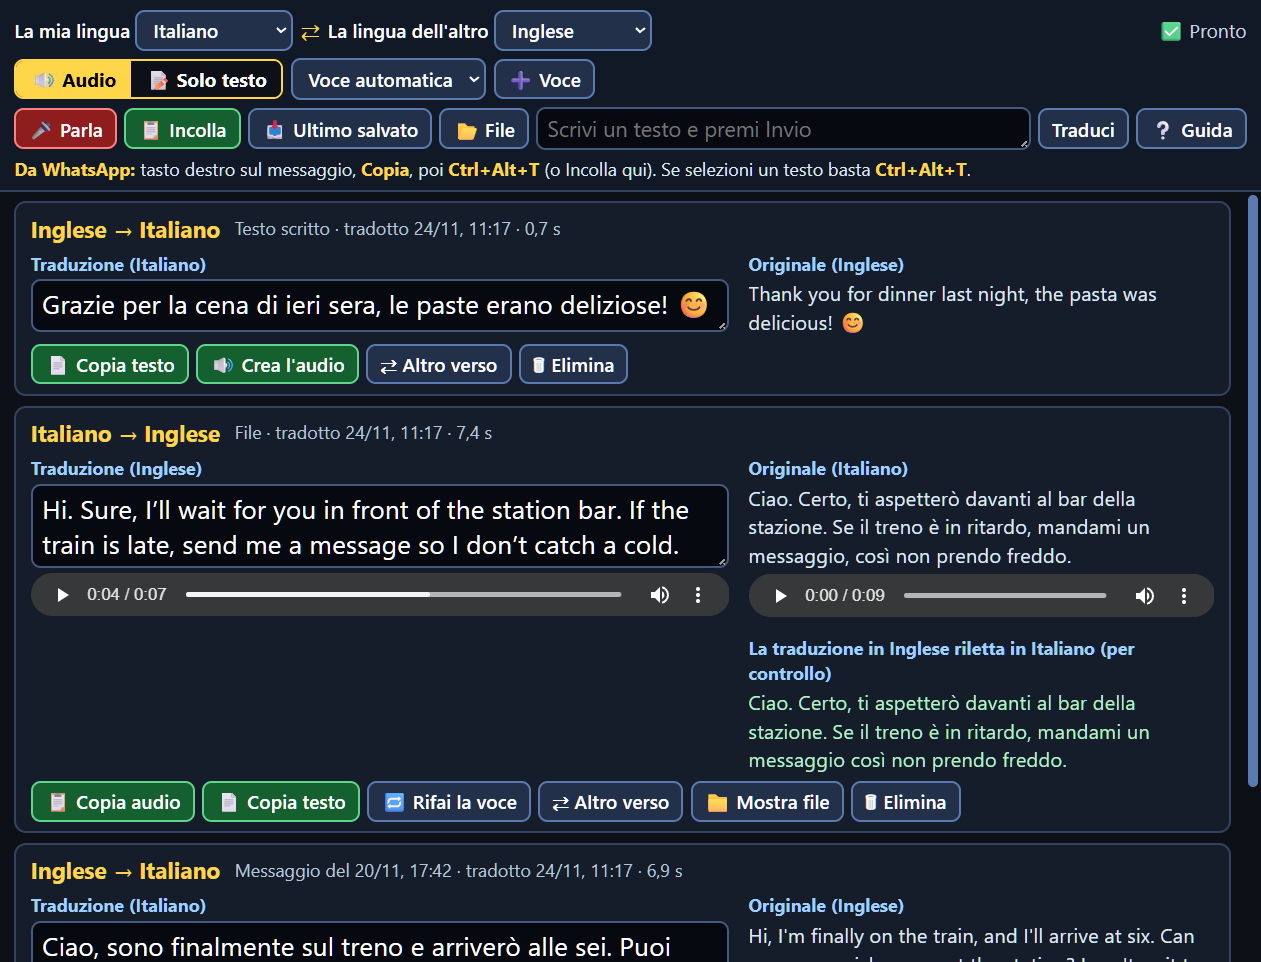 La mia lingua Italiano ⇄ La lingua dell'altro Inglese ✅ Pronto
🔊 Audio 📝 Solo testo Voce automatica ➕ Voce
🎤 Parla 📋 Incolla 📥 Ultimo salvato 📂 File Scrivi un testo e premi Invio Traduci ❓ Guida
Da WhatsApp: tasto destro sul messaggio, Copia, poi Ctrl+Alt+T (o Incolla qui). Se selezioni un testo basta Ctrl+Alt+T.
Inglese → Italiano Testo scritto · tradotto 24/11, 11:17 · 0,7 s
Traduzione (Italiano)
Grazie per la cena di ieri sera, le paste erano deliziose! 😊
Originale (Inglese)
Thank you for dinner last night, the pasta was
delicious! 😊
📄 Copia testo 🔊 Crea l'audio ⇄ Altro verso 🗑 Elimina
Italiano → Inglese File · tradotto 24/11, 11:17 · 7,4 s
Traduzione (Inglese)
Hi. Sure, I’ll wait for you in front of the station bar. If the
train is late, send me a message so I don’t catch a cold.
0:04 / 0:07
Originale (Italiano)
Ciao. Certo, ti aspetterò davanti al bar della
stazione. Se il treno è in ritardo, mandami un
messaggio, così non prendo freddo.
0:00 / 0:09
La traduzione in Inglese riletta in Italiano (per
controllo)
Ciao. Certo, ti aspetterò davanti al bar della
stazione. Se il treno è in ritardo, mandami un
messaggio così non prendo freddo.
📋 Copia audio 📄 Copia testo 🔁 Rifai la voce ⇄ Altro verso 📁 Mostra file 🗑 Elimina
Inglese → Italiano Messaggio del 20/11, 17:42 · tradotto 24/11, 11:17 · 6,9 s
Traduzione (Italiano)
Ciao, sono finalmente sul treno e arriverò alle sei. Puoi
Originale (Inglese)
Hi, I'm finally on the train, and I'll arrive at six. Can